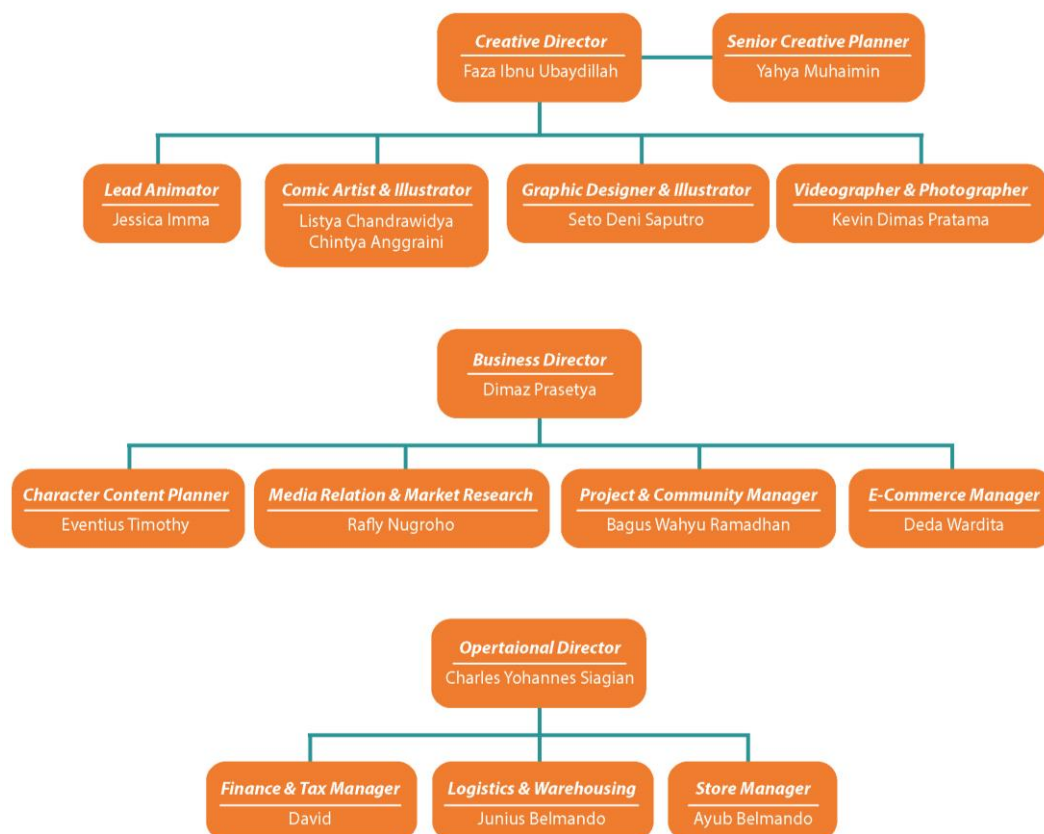 Creative Director
Faza Ibnu Ubaydillah
Senior Creative Planner
Yahya Muhaimin
Lead Animator
Jessica Imma
Comic Artist & Illustrator
Listya Chandrawidya
Chintya Anggraini
Graphic Designer & Illustrator
Seto Deni Saputro
Videographer & Photographer
Kevin Dimas Pratama
Business Director
Dimaz Prasetya
Character Content Planner
Eventius Timothy
Media Relation & Market Research
Rafly Nugroho
Project & Community Manager
Bagus Wahyu Ramadhan
E-Commerce Manager
Deda Wardita
Opertaional Director
Charles Yohannes Siagian
Finance & Tax Manager
David
Logistics & Warehousing
Junius Belmando
Store Manager
Ayub Belmando